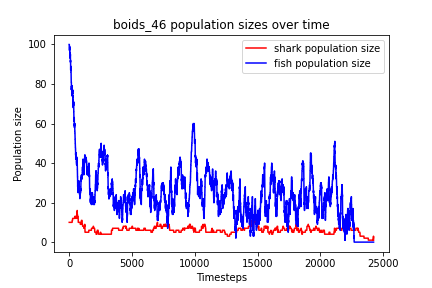 boids_46 population sizes over time
shark population size
fish population size
Population size
100
80
60
40
20
0
0
5000
10000
15000
20000
25000
Timesteps